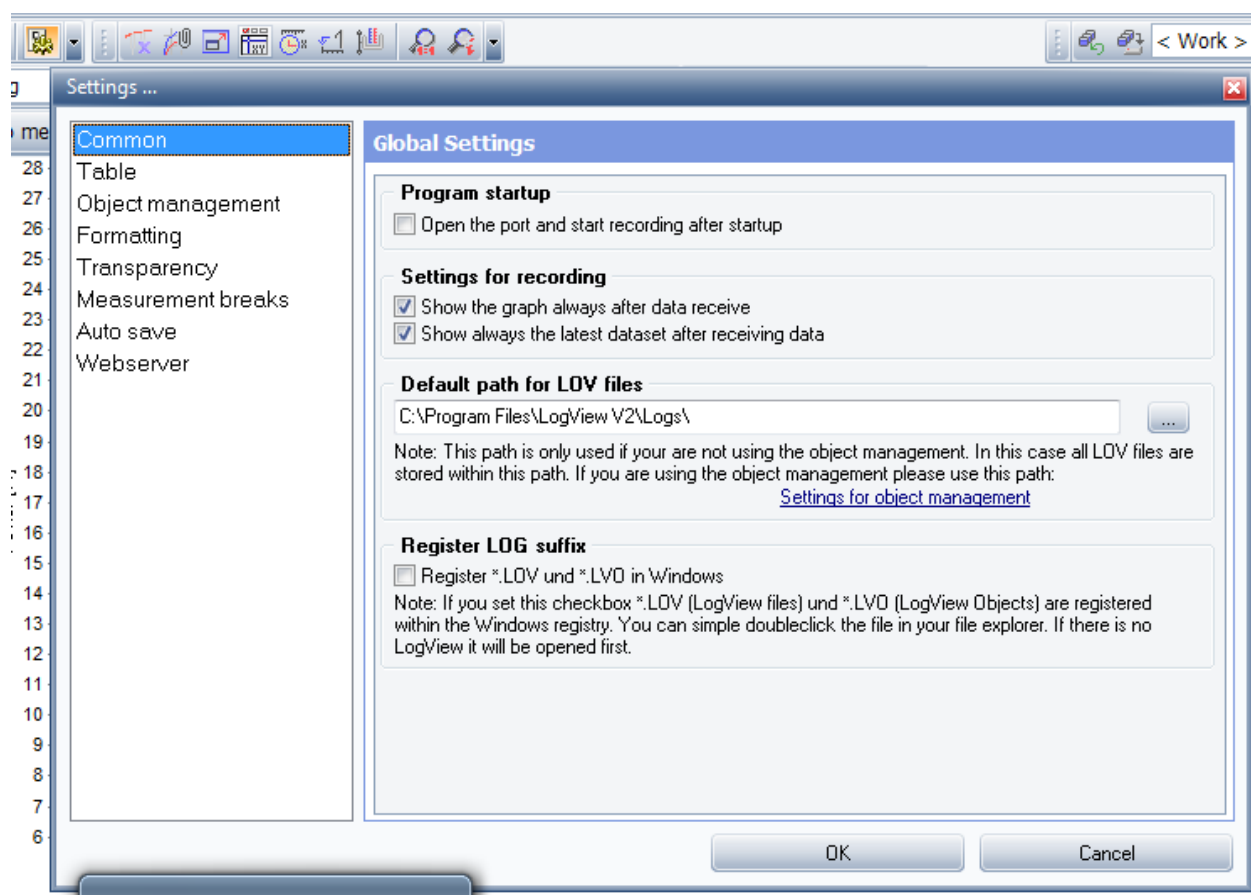 < Work >
g
Settings ...
me
Common
Table
Object management
Formatting
Transparency
Measurement breaks
Auto save
Webserver
Global Settings
Program startup
Open the port and start recording after startup
Settings for recording
Show the graph always after data receive
Show always the latest dataset after receiving data
Default path for LOV files
C:\Program Files\LogView V2\Logs\
...
Note: This path is only used if your are not using the object management. In this case all LOV files are
stored within this path. If you are using the object management please use this path:
Settings for object management
Register LOG suffix
Register *.LOV und *.LVO in Windows
Note: If you set this checkbox *.LOV (LogView files) und *.LVO (LogView Objects) are registered
within the Windows registry. You can simple doubleclick the file in your file explorer. If there is no
LogView it will be opened first.
OK
Cancel
28
27
26
25
24
23
22
21
20
19
18
17
16
15
14
13
12
11
10
9
8
7
6